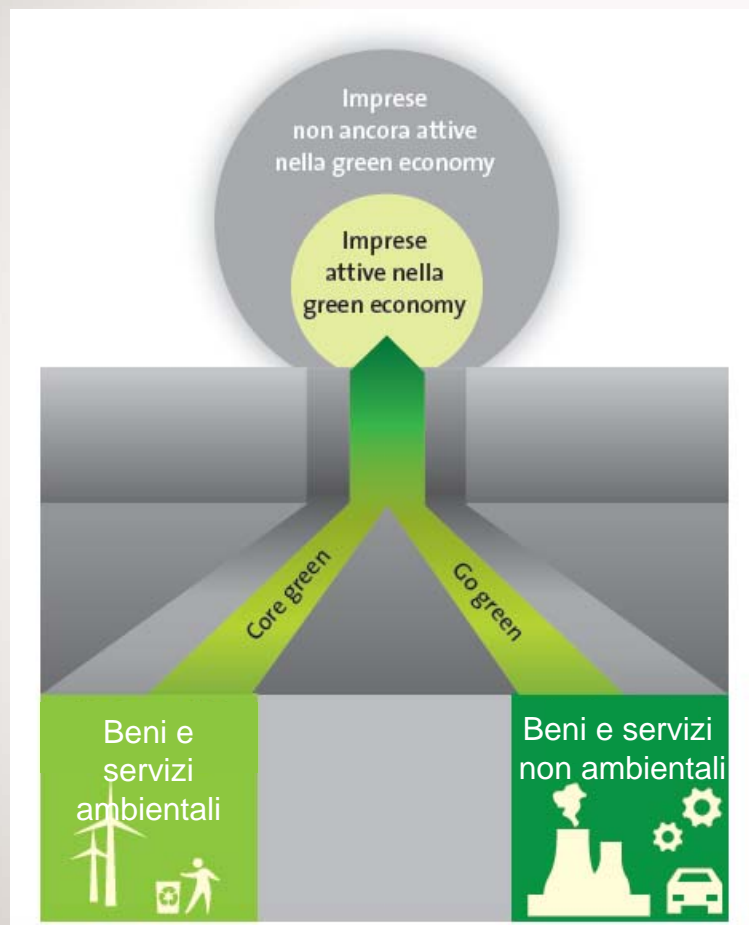 Imprese
non ancora attive
nella green economy
Imprese
attive nella
green economy
Core green
Go green
Beni e
servizi
ambientali
Beni e servizi
non ambientali